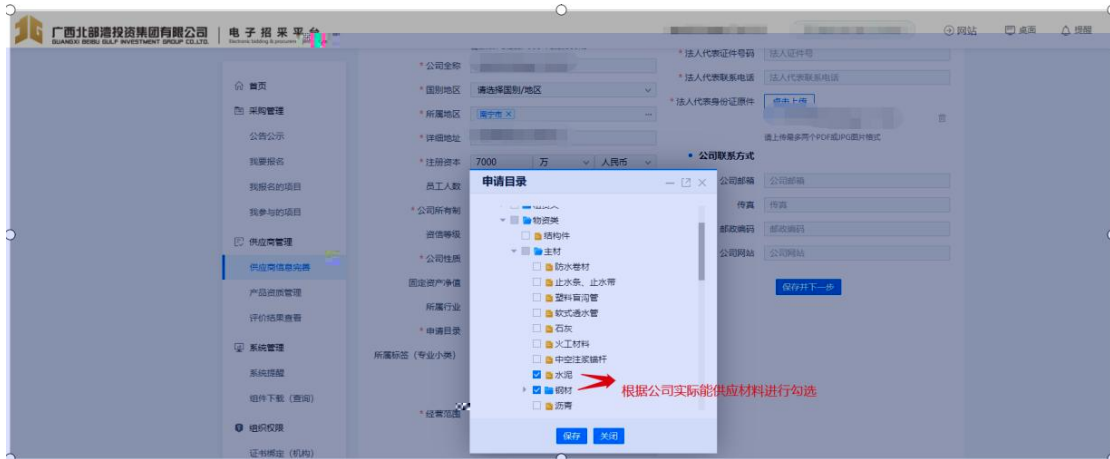 广西北部湾投资集团有限公司
GUANGXI BEIBU GULF INVESTMENT GROUP CO.,LTD.
电子招采平台
网站
桌面
提醒
首页
采购管理
公告公示
我要报名
我报名的项目
我参与的项目
供应商管理
供应商信息完善
产品资质管理
评价结果查看
系统管理
系统提醒
组件下载（查询）
组织权限
证书绑定（机构）
* 公司全称
* 国别地区 请选择国别/地区
* 所属地区 南宁市 ×
* 详细地址
* 注册资本 7000 万 人民币
员工人数
* 公司所有制
资信等级
* 公司性质
固定资产净值
所属行业
* 申请目录
所属标签（专业小类）
* 经营范围
申请目录
物资类
结构件
主材
防水卷材
止水条、止水带
塑料盲沟管
软式透水管
石灰
火工材料
中空注浆锚杆
水泥
钢材
沥青
根据公司实际能供应材料进行勾选
保存 关闭
* 法人代表证件号码 法人证件号
* 法人代表联系电话 法人代表联系电话
* 法人代表身份证原件 点击上传
请上传最多两个PDF或JPG图片格式
公司联系方式
公司邮箱 公司邮箱
传真 传真
邮政编码 邮政编码
公司网站 公司网站
保存并下一步